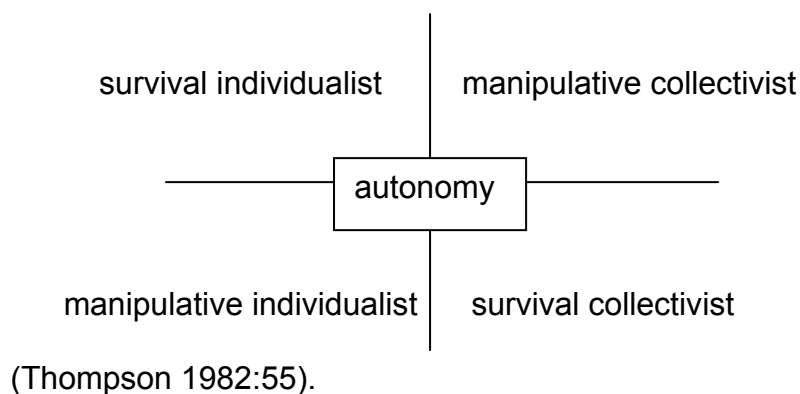 survival individualist manipulative collectivist
autonomy
manipulative individualist survival collectivist
(Thompson 1982:55).